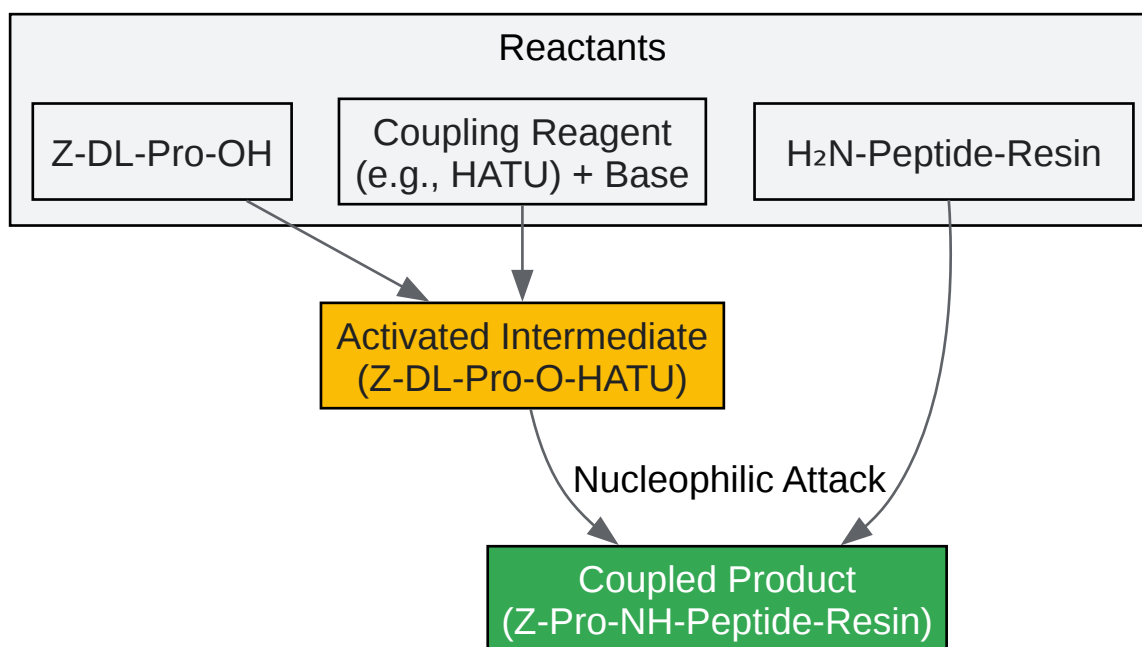 Reactants
Z-DL-Pro-OH
Coupling Reagent
(e.g., HATU) + Base
H₂N-Peptide-Resin
Activated Intermediate
(Z-DL-Pro-O-HATU)
Nucleophilic Attack
Coupled Product
(Z-Pro-NH-Peptide-Resin)